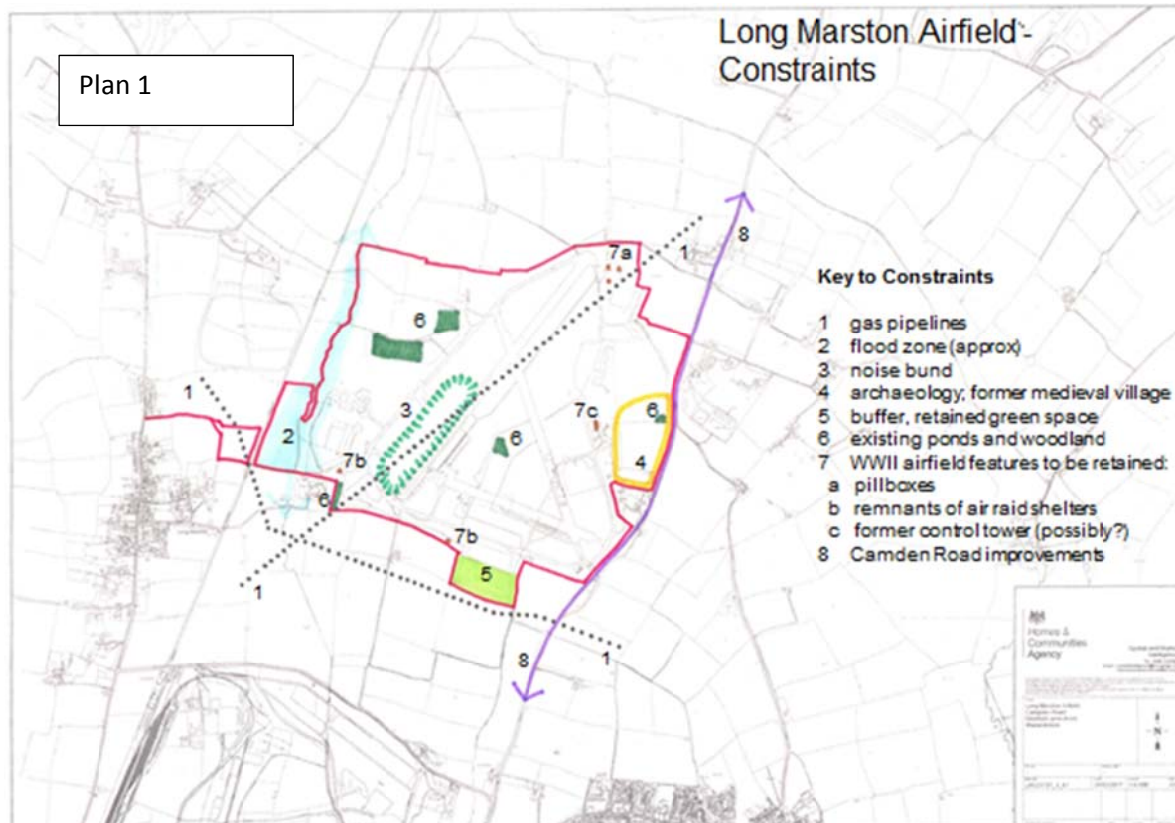 Long Marston Airfield -
Constraints
Plan 1
7a
1
8
6
1
3
7c
6
2
6
7b
4
6
7b
5
1
8
1
Key to Constraints
1 gas pipelines
2 flood zone (approx)
3 noise bund
4 archaeology; former medieval village
5 buffer, retained green space
6 existing ponds and woodland
7 WWII airfield features to be retained:
a pillboxes
b remnants of air raid shelters
c former control tower (possibly?)
8 Camden Road improvements
Homes &
Communities
Agency
N